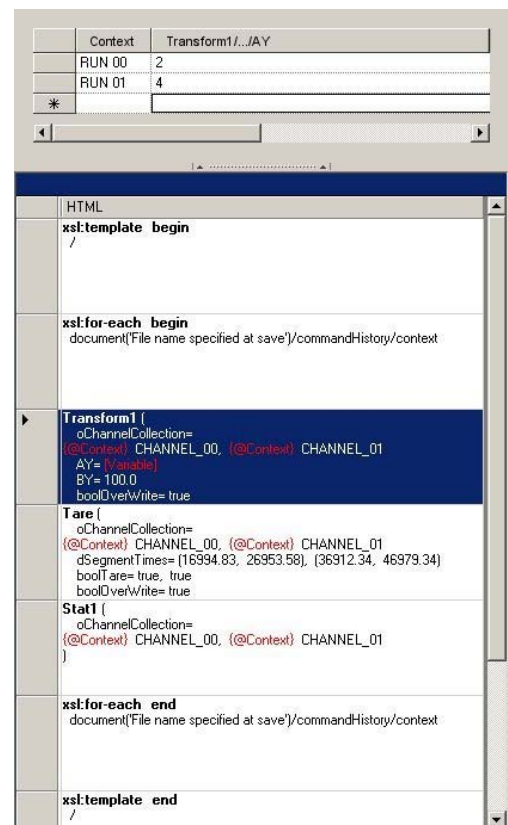 Context Transform1/.../AY
RUN 00 2
RUN 01 4
HTML
xsl:template begin
/
xsl:for-each begin
document('File name specified at save')/commandHistory/context
Transform1 (
oChannelCollection=
{@Context} CHANNEL_00, {@Context} CHANNEL_01
AY= [Variable]
BY= 100.0
boolOverWrite= true
Tare (
oChannelCollection=
{@Context} CHANNEL_00, {@Context} CHANNEL_01
dSegmentTimes= (16994.83, 26953.58), (36912.34, 46979.34)
boolTare= true, true
boolOverWrite= true
Stat1 (
oChannelCollection=
{@Context} CHANNEL_00, {@Context} CHANNEL_01
)
xsl:for-each end
document('File name specified at save')/commandHistory/context
xsl:template end
/